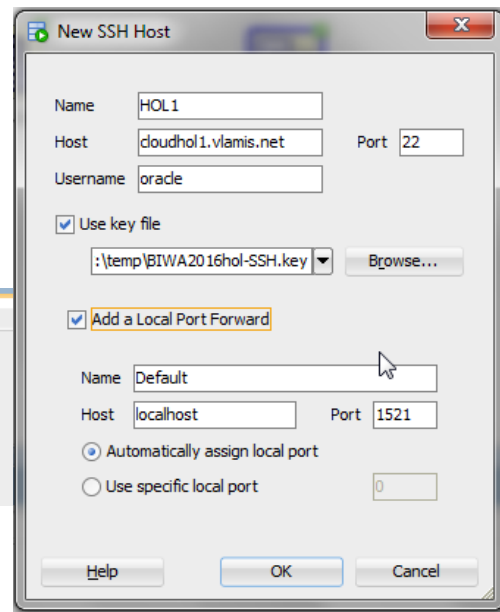 New SSH Host
Name HOL1
Host cloudhol1.vlamis.net Port 22
Username oracle
Use key file
:\temp\BIWA2016hol-SSH.key Browse...
Add a Local Port Forward
Name Default
Host localhost Port 1521
Automatically assign local port
Use specific local port 0
Help OK Cancel